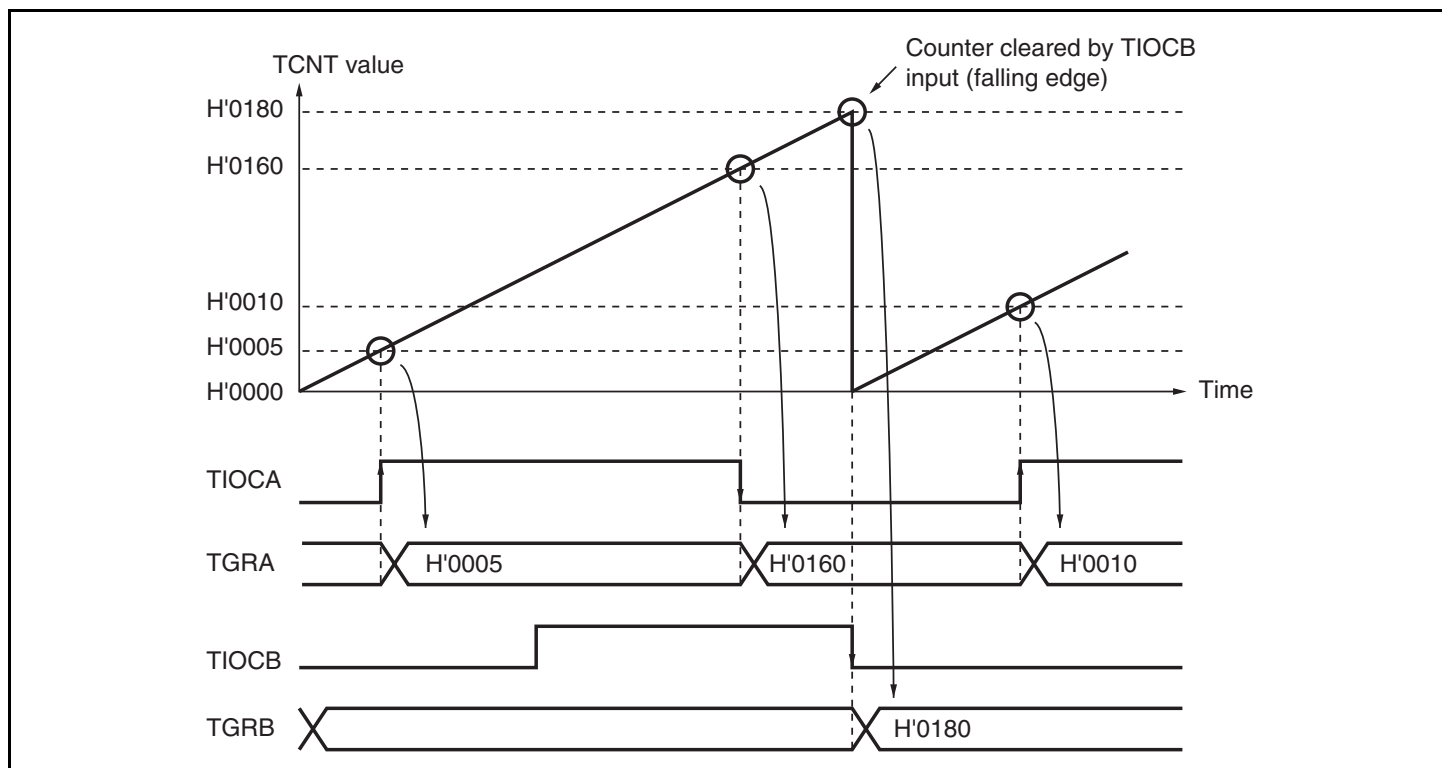 Counter cleared by TIOCB
input (falling edge)
TCNT value
H'0180
H'0160
H'0010
H'0005
H'0000
Time
TIOCA
TGRA
H'0005
H'0160
H'0010
TIOCB
TGRB
H'0180